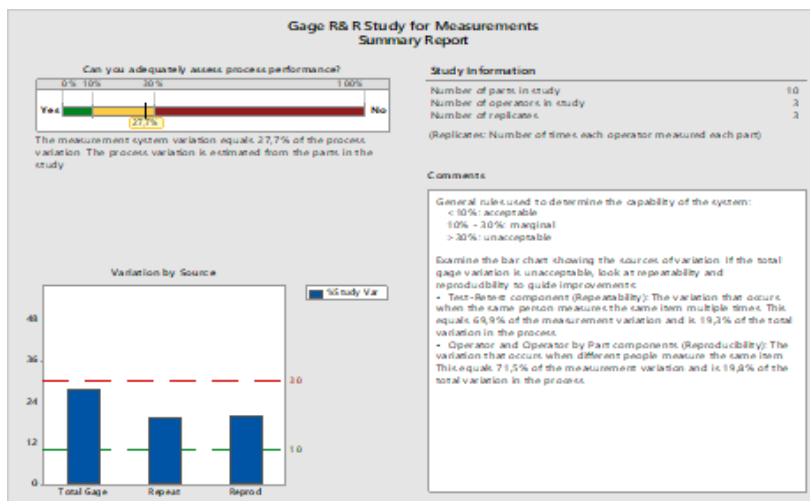 Gage R&R Study for Measurements
Summary Report
Can you adequately assess process performance?
0% 10% 30% 100%
Yes No
27,7%
The measurement system variation equals 27,7% of the process
variation. The process variation is estimated from the parts in the
study.
Study Information
Number of parts in study 10
Number of operators in study 3
Number of replicates 3
(Replicates: Number of times each operator measured each part)
Comments
General rules used to determine the capability of the system:
<10%: acceptable
10% - 30%: marginal
>30%: unacceptable
Examine the bar chart showing the sources of variation. If the total
gage variation is unacceptable, look at repeatability and
reproducibility to guide improvements:
• Test-Retest component (Repeatability): The variation that occurs
when the same person measures the same item multiple times. This
equals 69,9% of the measurement variation and is 19,3% of the total
variation in the process.
• Operator and Operator by Part components (Reproducibility): The
variation that occurs when different people measure the same item.
This equals 71,5% of the measurement variation and is 19,8% of the
total variation in the process.
Variation by Source
%Study Var
48
36
30
24
12
10
0
Total Gage Repeat Reprod